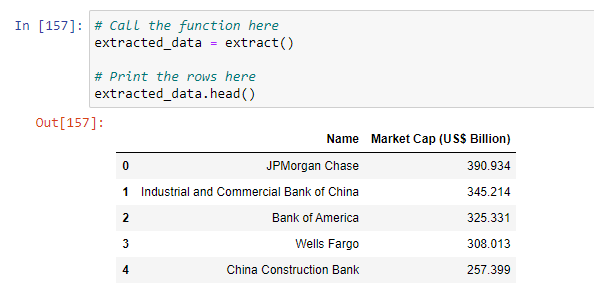 In [157]: # Call the function here
extracted_data = extract()
# Print the rows here
extracted_data.head()
Out[157]:
Name Market Cap (US$ Billion)
0 JPMorgan Chase 390.934
1 Industrial and Commercial Bank of China 345.214
2 Bank of America 325.331
3 Wells Fargo 308.013
4 China Construction Bank 257.399